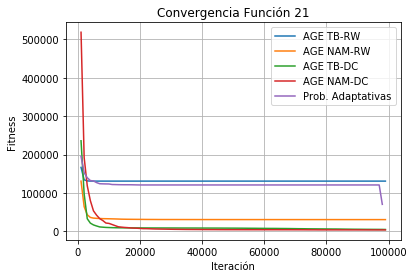 Convergencia Función 21
AGE TB-RW
AGE NAM-RW
AGE TB-DC
AGE NAM-DC
Prob. Adaptativas
500000
400000
300000
200000
100000
0
Fitness
0 20000 40000 60000 80000 100000
Iteración